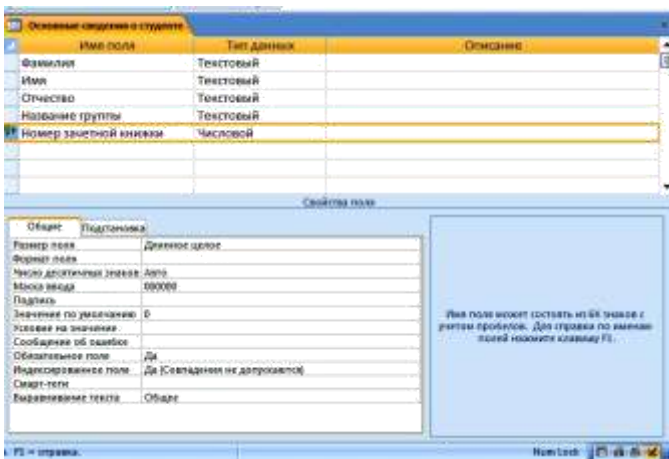 Основные сведения о студенте
Имя поля Тип данных Описание
Фамилия Текстовый
Имя Текстовый
Отчество Текстовый
Название группы Текстовый
Номер зачетной книжки Числовой
Свойства поля
Общие Подстановка
Размер поля Длинное целое
Формат поля
Число десятичных знаков Авто
Маска ввода 000000
Подпись
Значение по умолчанию 0
Условие на значение
Сообщение об ошибке
Обязательное поле Да
Индексированное поле Да (Совпадения не допускаются)
Смарт-теги
Выравнивание текста Общее
Имя поля может состоять из 64 знаков с
учетом пробелов. Для справки по именам
полей нажмите клавишу F1.
F1 = справка. Num Lock